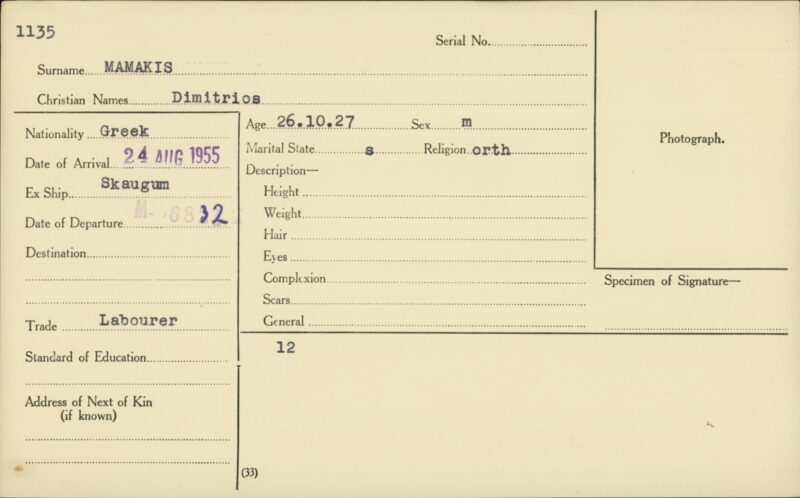 1135
Serial No.
Surname MAMAKIS
Christian Names Dimitrios
Nationality Greek
Date of Arrival 24 AUG 1955
Ex Ship Skaugum
Date of Departure M- 6832
Destination
Trade Labourer
Standard of Education
Address of Next of Kin
(if known)
Age 26.10.27 Sex m
Marital State s Religion orth
Description—
Height
Weight
Hair
Eyes
Complexion
Scars
General
12
(33)
Photograph.
Specimen of Signature—